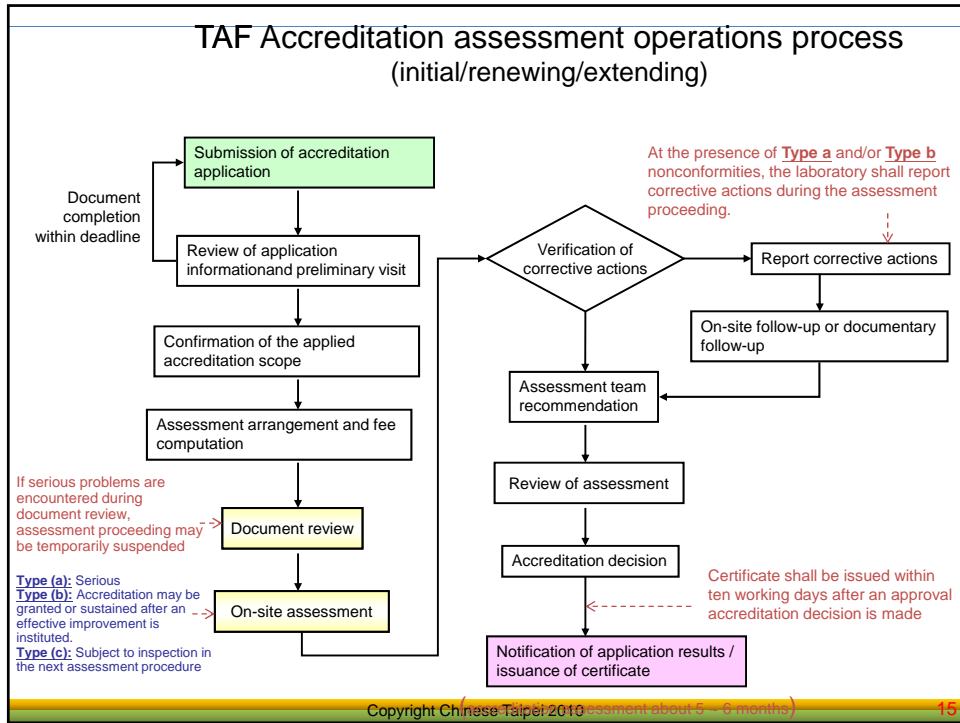 TAF Accreditation assessment operations process
(initial/renewing/extending)
Submission of accreditation
application
Document
completion
within deadline
Review of application
informationand preliminary visit
Confirmation of the applied
accreditation scope
Assessment arrangement and fee
computation
If serious problems are
encountered during
document review,
assessment proceeding may
be temporarily suspended
Document review
Type (a): Serious
Type (b): Accreditation may be
granted or sustained after an
effective improvement is
instituted.
Type (c): Subject to inspection in
the next assessment procedure
On-site assessment
At the presence of Type a and/or Type b
nonconformities, the laboratory shall report
corrective actions during the assessment
proceeding.
Verification of
corrective actions
Report corrective actions
On-site follow-up or documentary
follow-up
Assessment team
recommendation
Review of assessment
Accreditation decision
Certificate shall be issued within
ten working days after an approval
accreditation decision is made
Notification of application results /
issuance of certificate
(accreditation assessment about 5 ~ 6 months)
Copyright Chinese Taipei 2010
15